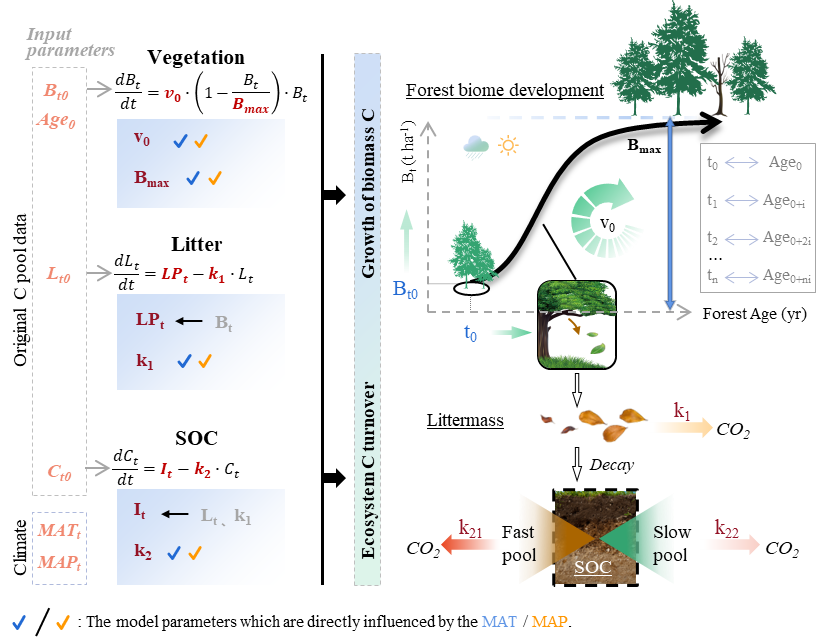 Input
parameters
Original C pool data
B_t0
Age_0
L_t0
C_t0
Climate
MAT_t
MAP_t
Vegetation
dB_t/dt = v_0 · (1 − B_t/B_max) · B_t
v_0
B_max
Litter
dL_t/dt = LP_t − k_1 · L_t
LP_t
B_t
k_1
SOC
dC_t/dt = I_t − k_2 · C_t
I_t
L_t、k_1
k_2
Growth of biomass C
Ecosystem C turnover
Forest biome development
B_t (t ha^-1)
B_max
v_0
B_t0
t_0
Forest Age (yr)
t_0 Age_0
t_1 Age_0+i
t_2 Age_0+2i
...
t_n Age_0+ni
Littermass
k_1
CO_2
Decay
k_21
CO_2
Fast
pool
SOC
Slow
pool
k_22
CO_2
/ : The model parameters which are directly influenced by the MAT / MAP.